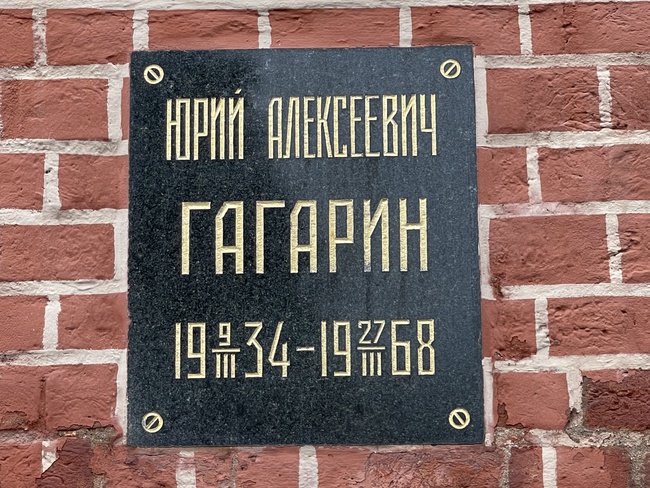 ЮРИЙ АЛЕКСЕЕВИЧ
ГАГАРИН
19 9/III 34 – 19 27/III 68